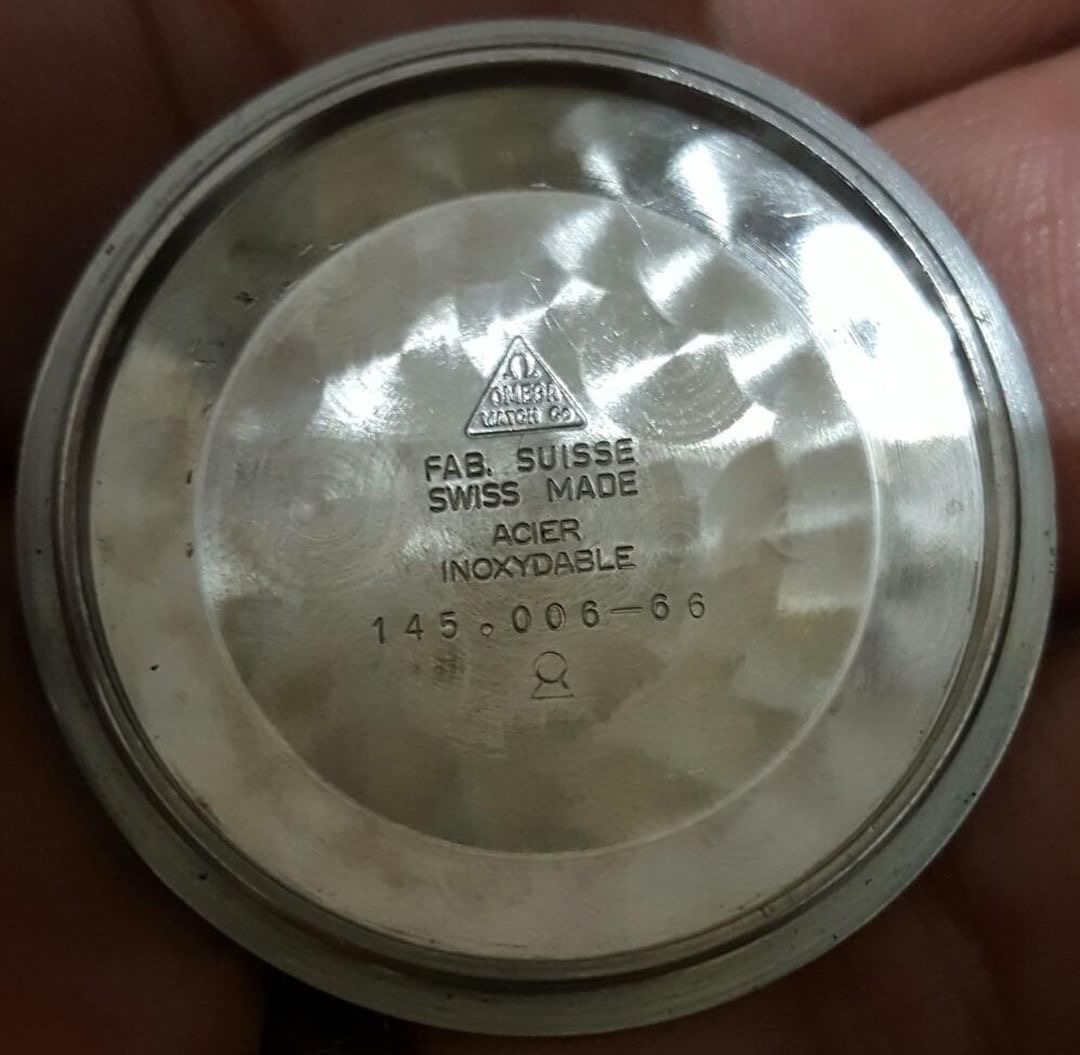 Ω
OMEGA
WATCH Co
FAB. SUISSE
SWISS MADE
ACIER
INOXYDABLE
145.006-66